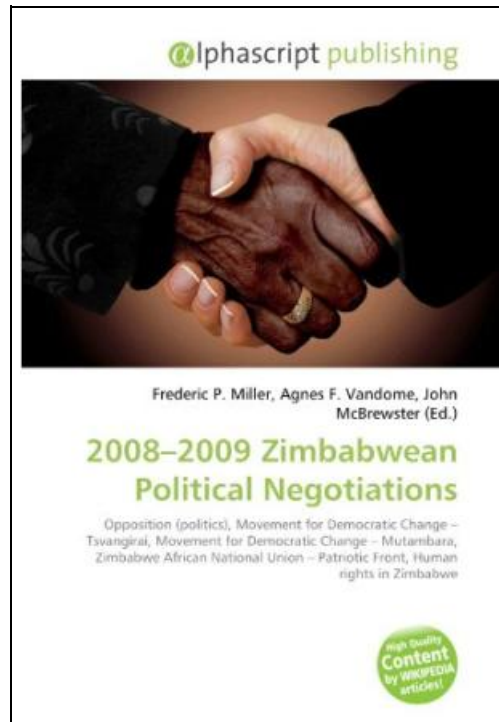 alphascript publishing
Frederic P. Miller, Agnes F. Vandome, John
McBrewster (Ed.)
2008–2009 Zimbabwean
Political Negotiations
Opposition (politics), Movement for Democratic Change –
Tsvangirai, Movement for Democratic Change – Mutambara,
Zimbabwe African National Union – Patriotic Front, Human
rights in Zimbabwe
High Quality
Content
by WIKIPEDIA
articles!